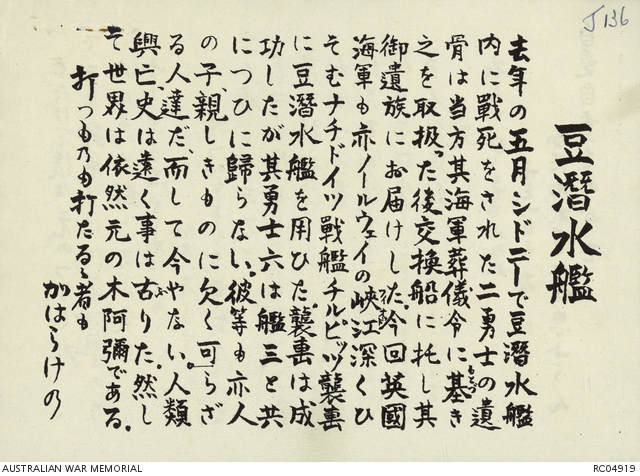 J136
豆潛水艦
去年の五月シドニーで豆潛水艦
内に戰死をされた二勇士の遺
骨は当方其海軍葬儀令に基き
之を取扱った後交換船に托し其
御遺族にお届けした。今回英國
海軍も亦ノールウェイの峽江深くひ
そむナチドイツ戰艦チルピッツ襲撃
に豆潛水艦を用ひた。襲撃は成
功したが其勇士六は艦三と共
につひに歸らない。彼等も亦人
の子、親しきものに欠く可らざ
る人達だ、而して今やない。人類
興亡、史は遠く事は古りた。然し
て世界は依然元の木阿彌である。
打つものも打たるゝ者も
かはらけの
AUSTRALIAN WAR MEMORIAL
RC04919